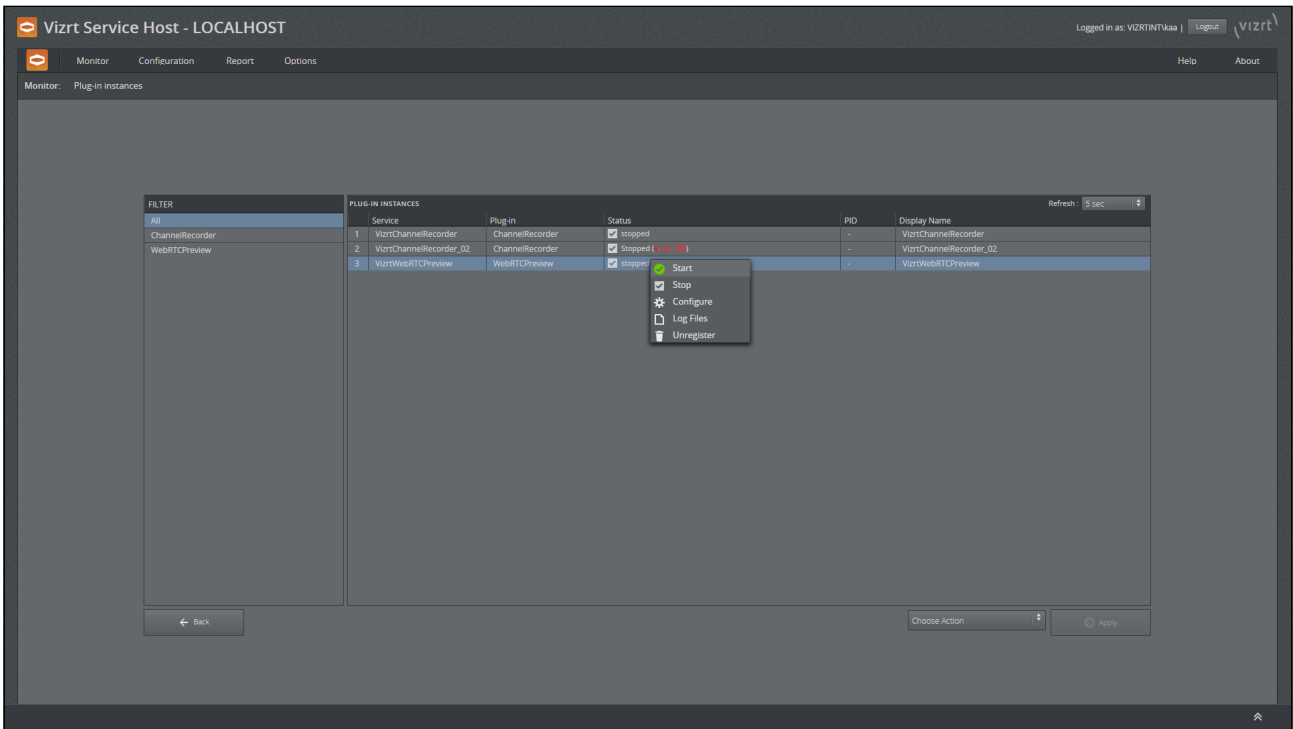 Vizrt Service Host - LOCALHOST
Logged in as: VIZRTINT\kaa | Logout vizrt
Monitor Configuration Report Options Help About
Monitor: Plug-in instances
FILTER
All
ChannelRecorder
WebRTCPreview
PLUG-IN INSTANCES Refresh: 5 sec
Service Plug-in Status PID Display Name
1 VizrtChannelRecorder ChannelRecorder stopped - VizrtChannelRecorder
2 VizrtChannelRecorder_02 ChannelRecorder Stopped ( ) - VizrtChannelRecorder_02
3 VizrtWebRTCPreview WebRTCPreview stopped - VizrtWebRTCPreview
Start
Stop
Configure
Log Files
Unregister
Back
Choose Action
Apply